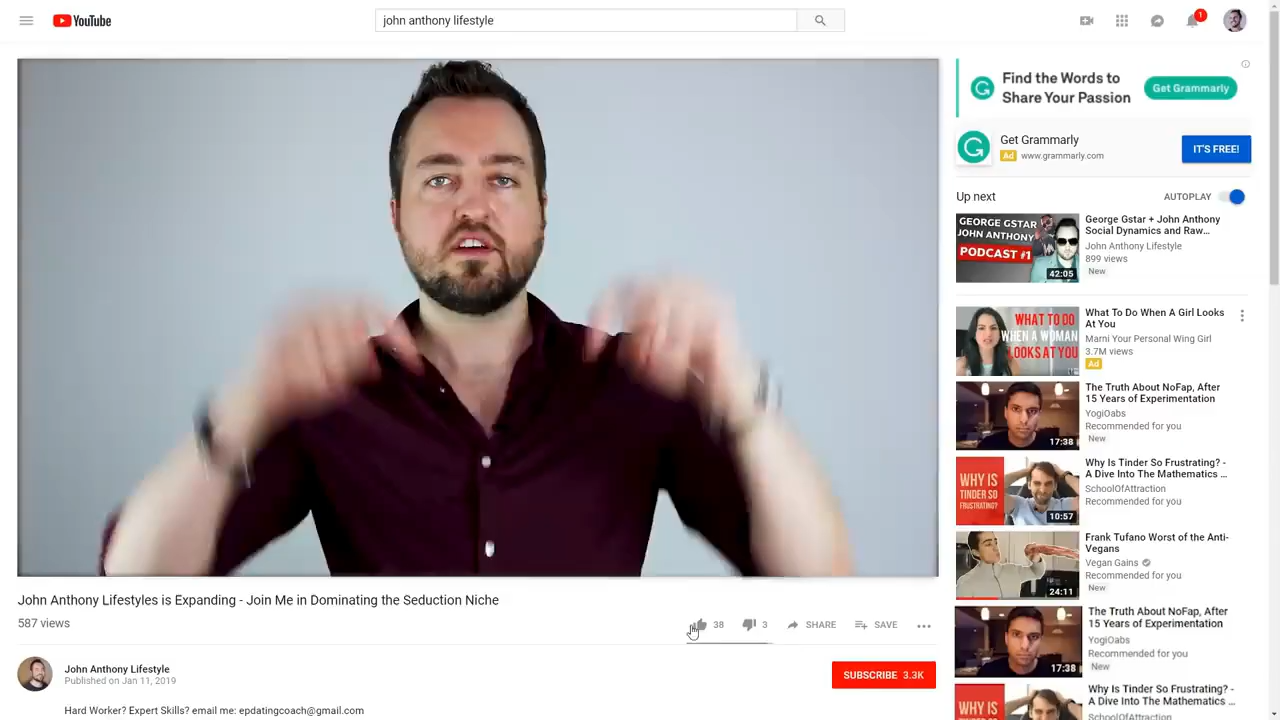 YouTube
john anthony lifestyle
1
John Anthony Lifestyles is Expanding - Join Me in Dominating the Seduction Niche
587 views
38
3
SHARE
SAVE
John Anthony Lifestyle
Published on Jan 11, 2019
SUBSCRIBE 3.3K
Hard Worker? Expert Skills? email me: epdatingcoach@gmail.com
Find the Words to
Share Your Passion
Get Grammarly
Get Grammarly
Ad www.grammarly.com
IT'S FREE!
Up next
AUTOPLAY
GEORGE GSTAR +
JOHN ANTHONY
PODCAST #1
42:05
George Gstar + John Anthony
Social Dynamics and Raw...
John Anthony Lifestyle
899 views
New
WHAT TO DO
WHEN A WOMAN
LOOKS AT YOU
What To Do When A Girl Looks
At You
Marni Your Personal Wing Girl
3.7M views
Ad
17:38
The Truth About NoFap, After
15 Years of Experimentation
YogiOabs
Recommended for you
New
WHY IS
TINDER SO
FRUSTRATING?
10:57
Why Is Tinder So Frustrating? -
A Dive Into The Mathematics ...
SchoolOfAttraction
Recommended for you
24:11
Frank Tufano Worst of the Anti-
Vegans
Vegan Gains
Recommended for you
New
17:38
The Truth About NoFap, After
15 Years of Experimentation
YogiOabs
Recommended for you
New
WHY IS
TINDER SO
Why Is Tinder So Frustrating? -
A Dive Into The Mathematics ...
SchoolOfAttraction